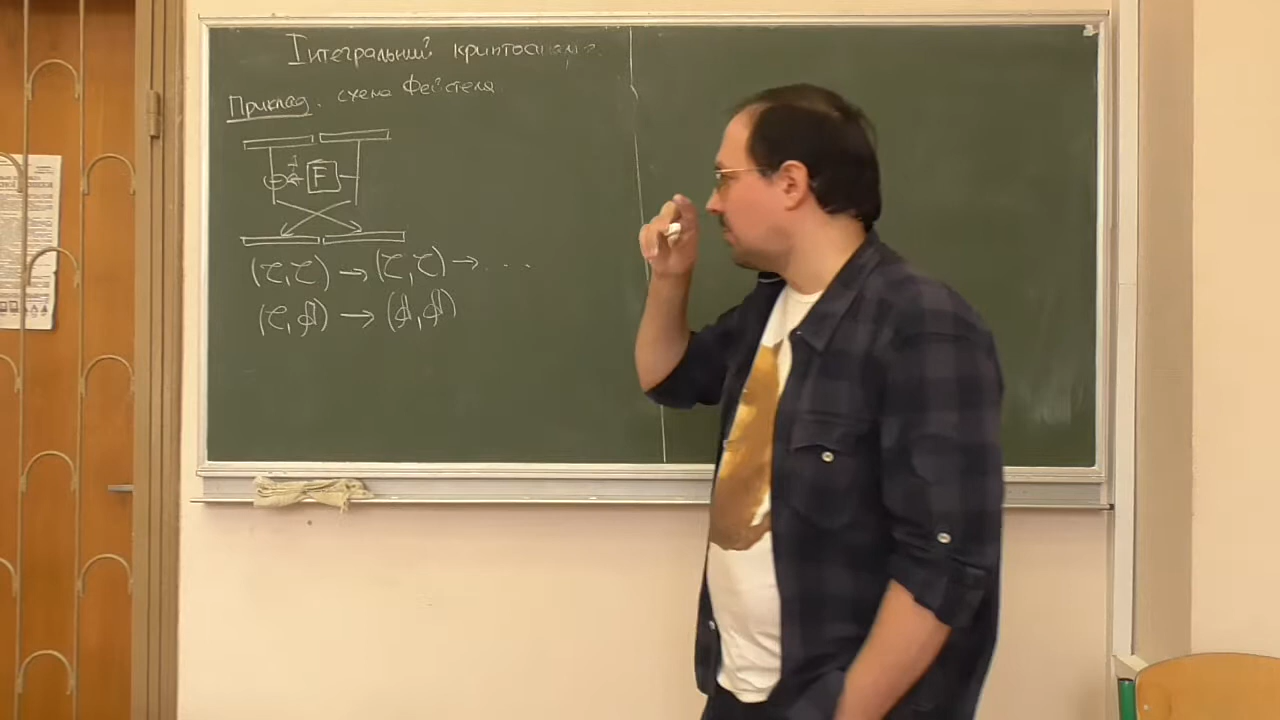 Інтегральний криптоаналіз.
Приклад. схема Фейстеля
F
(C, C) → (C, C) → ...
(C, A) → (A, A)